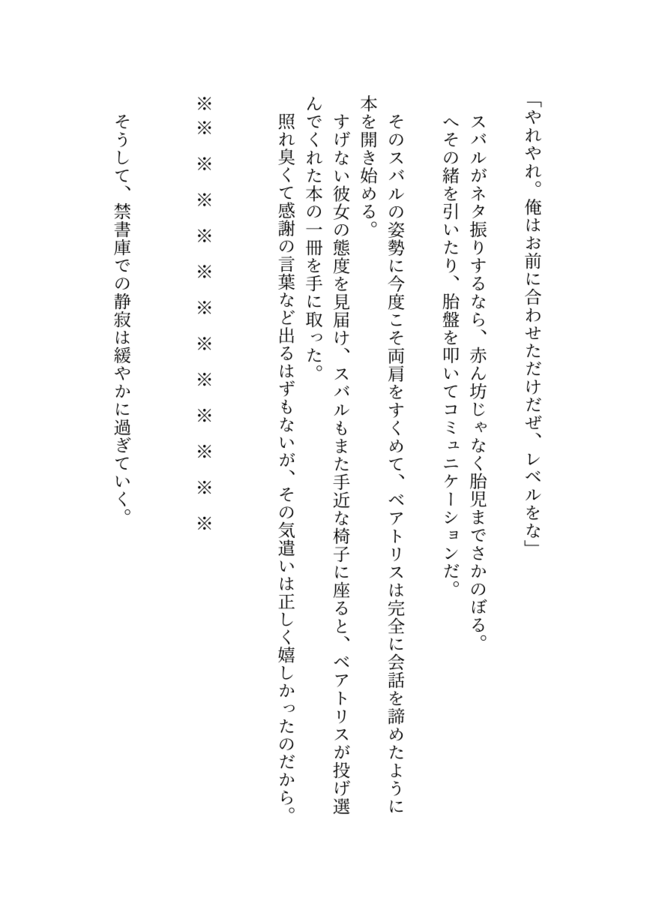 「やれやれ。俺はお前に合わせただけだぜ、レベルをな」
スバルがネタ振りするなら、赤ん坊じゃなく胎児までさかのぼる。
へその緒を引いたり、胎盤を叩いてコミュニケーションだ。
そのスバルの姿勢に今度こそ両肩をすくめて、ベアトリスは完全に会話を諦めたように
本を開き始める。
すげない彼女の態度を見届け、スバルもまた手近な椅子に座ると、ベアトリスが投げ選
んでくれた本の一冊を手に取った。
照れ臭くて感謝の言葉など出るはずもないが、その気遣いは正しく嬉しかったのだから。
※※　※　※　※　※　※　※　※　※　※　※　※
そうして、禁書庫での静寂は緩やかに過ぎていく。